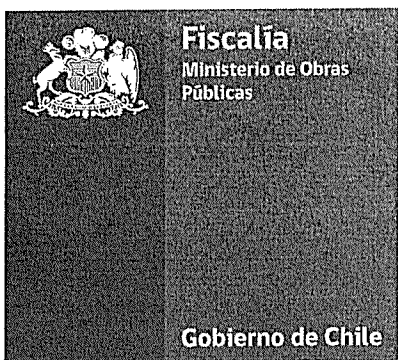 Fiscalía
Ministerio de Obras
Públicas
Gobierno de Chile